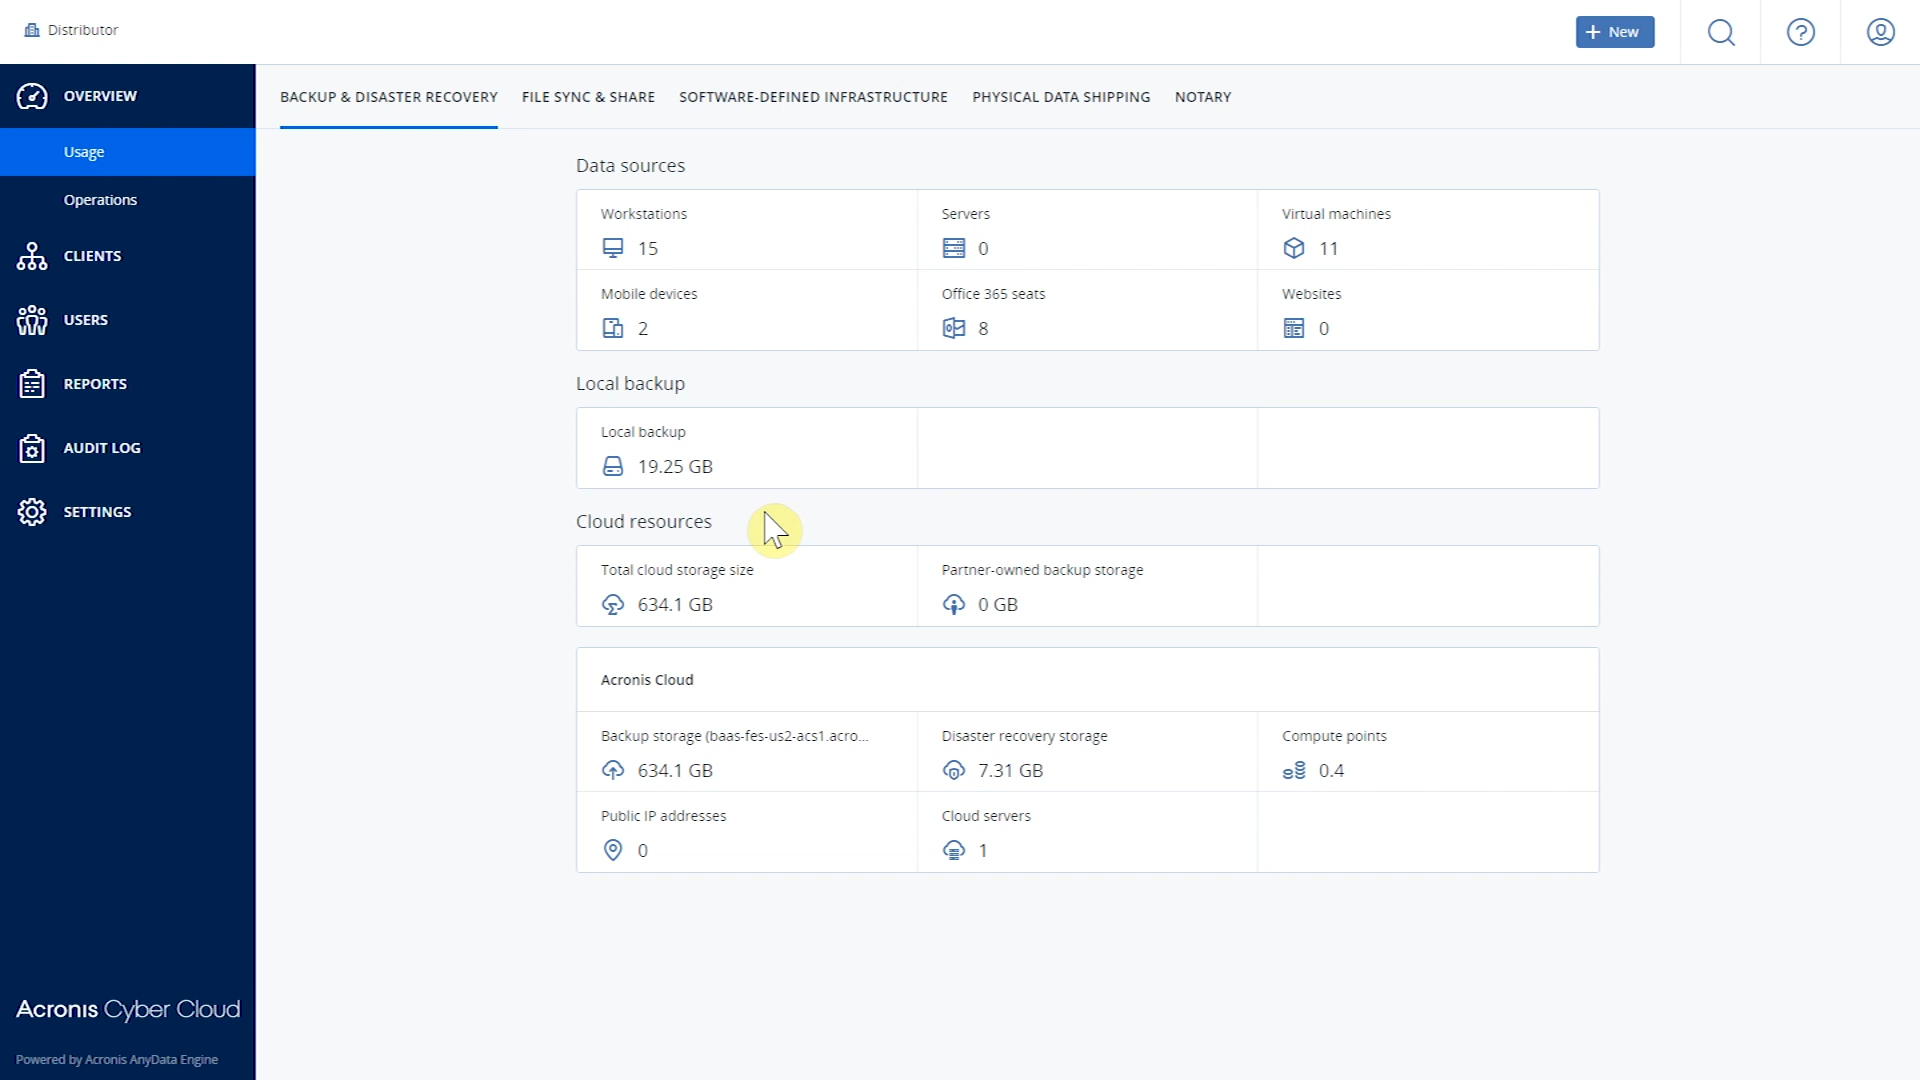 Distributor
New
OVERVIEW
Usage
Operations
CLIENTS
USERS
REPORTS
AUDIT LOG
SETTINGS
Acronis Cyber Cloud
Powered by Acronis AnyData Engine
BACKUP & DISASTER RECOVERY FILE SYNC & SHARE SOFTWARE-DEFINED INFRASTRUCTURE PHYSICAL DATA SHIPPING NOTARY
Data sources
Workstations Servers Virtual machines
15 0 11
Mobile devices Office 365 seats Websites
2 8 0
Local backup
Local backup
19.25 GB
Cloud resources
Total cloud storage size Partner-owned backup storage
634.1 GB 0 GB
Acronis Cloud
Backup storage (baas-fes-us2-acs1.acro... Disaster recovery storage Compute points
634.1 GB 7.31 GB 0.4
Public IP addresses Cloud servers
0 1